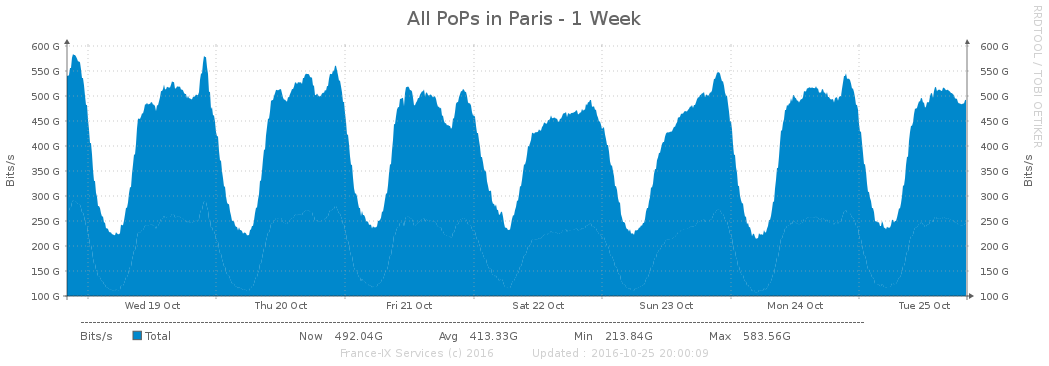 All PoPs in Paris - 1 Week
RRDTOOL / TOBI OETIKER
600 G 600 G
550 G 550 G
500 G 500 G
450 G 450 G
400 G 400 G
350 G 350 G
300 G 300 G
250 G 250 G
200 G 200 G
150 G 150 G
100 G 100 G
Bits/s Bits/s
Wed 19 Oct Thu 20 Oct Fri 21 Oct Sat 22 Oct Sun 23 Oct Mon 24 Oct Tue 25 Oct
Bits/s Total Now 492.04G Avg 413.33G Min 213.84G Max 583.56G
France-IX Services (c) 2016 Updated : 2016-10-25 20:00:09